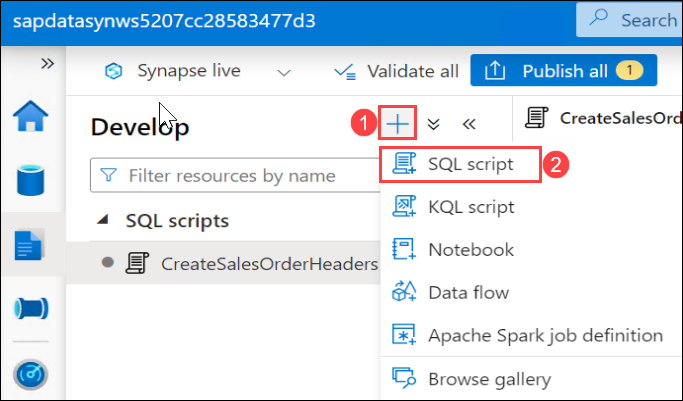 sapdatasynws5207cc28583477d3
Search
Synapse live
Validate all
Publish all 1
Develop
1
CreateSalesOrd
Filter resources by name
SQL script 2
KQL script
SQL scripts
Notebook
CreateSalesOrderHeaders
Data flow
Apache Spark job definition
Browse gallery